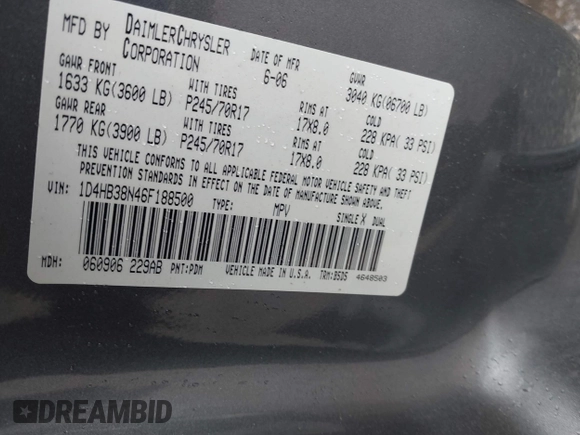 MFD BY DAIMLERCHRYSLER CORPORATION
DATE OF MFR 6-06
GVWR 3040 KG(06700 LB)
GAWR FRONT WITH TIRES RIMS AT COLD
1633 KG(3600 LB) P245/70R17 17X8.0 228 KPA( 33 PSI)
GAWR REAR WITH TIRES RIMS AT COLD
1770 KG(3900 LB) P245/70R17 17X8.0 228 KPA( 33 PSI)
THIS VEHICLE CONFORMS TO ALL APPLICABLE FEDERAL MOTOR VEHICLE SAFETY AND THEFT
PREVENTION STANDARDS IN EFFECT ON THE DATE OF MANUFACTURE SHOWN ABOVE.
VIN: 1D4HB38N46F188500 TYPE: MPV SINGLE X DUAL
MDH: 060906 229AB PNT:PDM VEHICLE MADE IN U.S.A. TRM:B5D5 4648503
DREAMBID